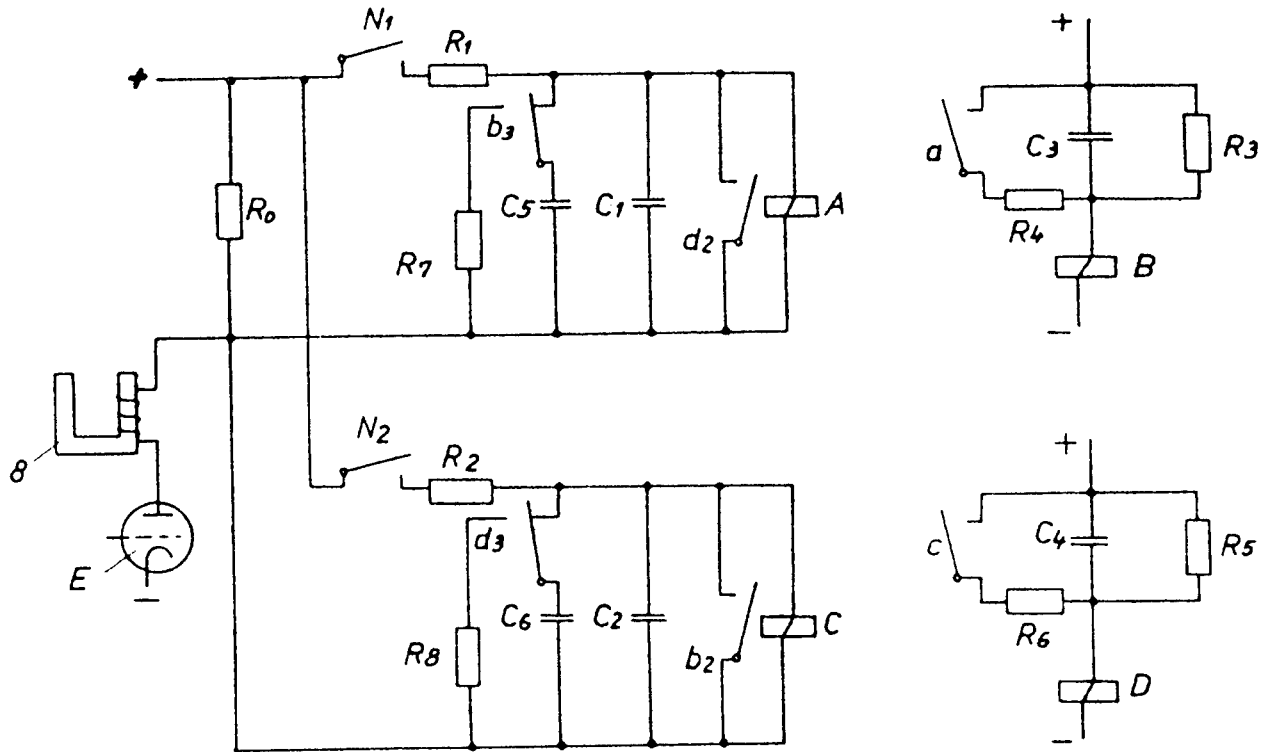 N1
R1
+
+
b3
a
C3
R3
R0
C5
C1
A
R4
d2
R7
B
−
8
N2
R2
+
d3
c
C4
R5
E
C6
C2
C
R6
−
R8
b2
D
−